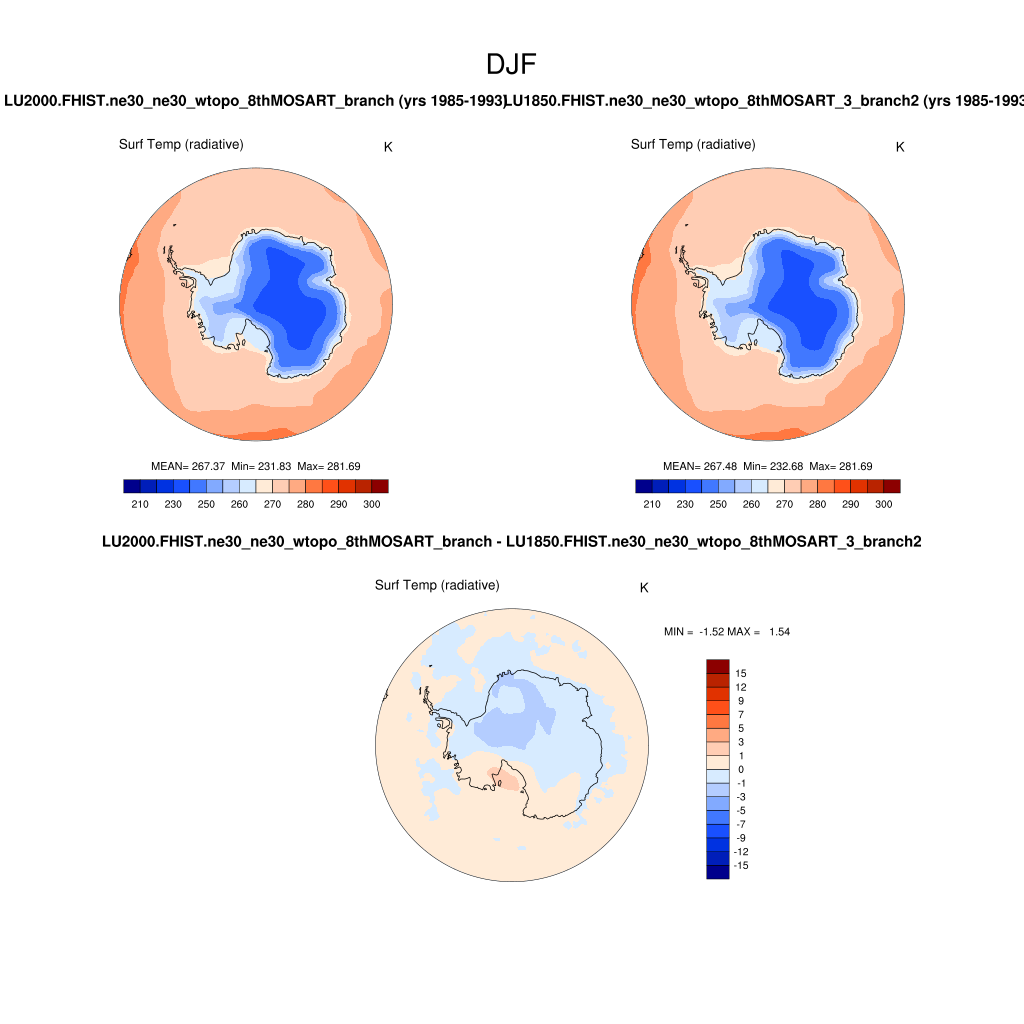 DJF
LU2000.FHIST.ne30_ne30_wtopo_8thMOSART_branch (yrs 1985-1993)
LU1850.FHIST.ne30_ne30_wtopo_8thMOSART_3_branch2 (yrs 1985-1993
Surf Temp (radiative) K
Surf Temp (radiative) K
MEAN= 267.37 Min= 231.83 Max= 281.69
MEAN= 267.48 Min= 232.68 Max= 281.69
210 230 250 260 270 280 290 300
210 230 250 260 270 280 290 300
LU2000.FHIST.ne30_ne30_wtopo_8thMOSART_branch - LU1850.FHIST.ne30_ne30_wtopo_8thMOSART_3_branch2
Surf Temp (radiative) K
MIN = -1.52 MAX = 1.54
15
12
9
7
5
3
1
0
-1
-3
-5
-7
-9
-12
-15